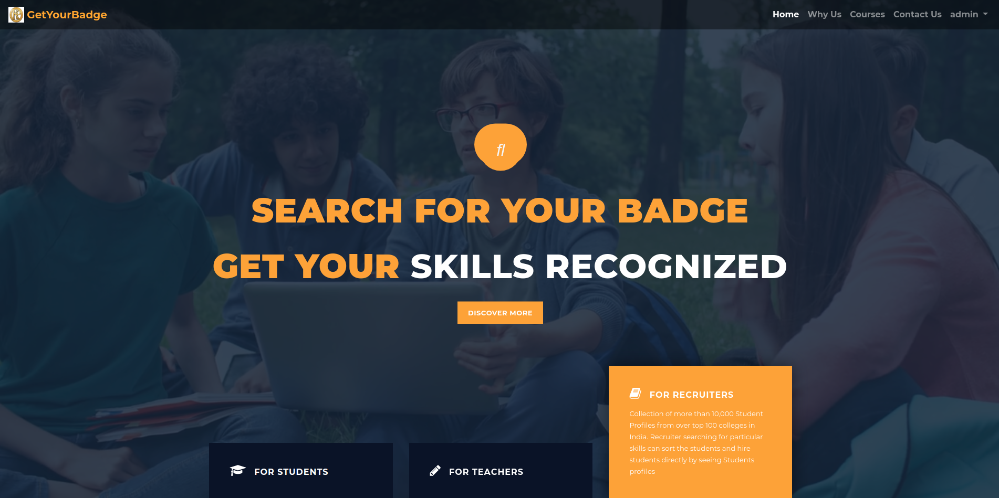 GetYourBadge
Home Why Us Courses Contact Us admin
fl
SEARCH FOR YOUR BADGE
GET YOUR SKILLS RECOGNIZED
DISCOVER MORE
FOR STUDENTS
FOR TEACHERS
FOR RECRUITERS
Collection of more than 10,000 Student
Profiles from over top 100 colleges in
India. Recruiter searching for particular
skills can sort the students and hire
students directly by seeing Students
profiles